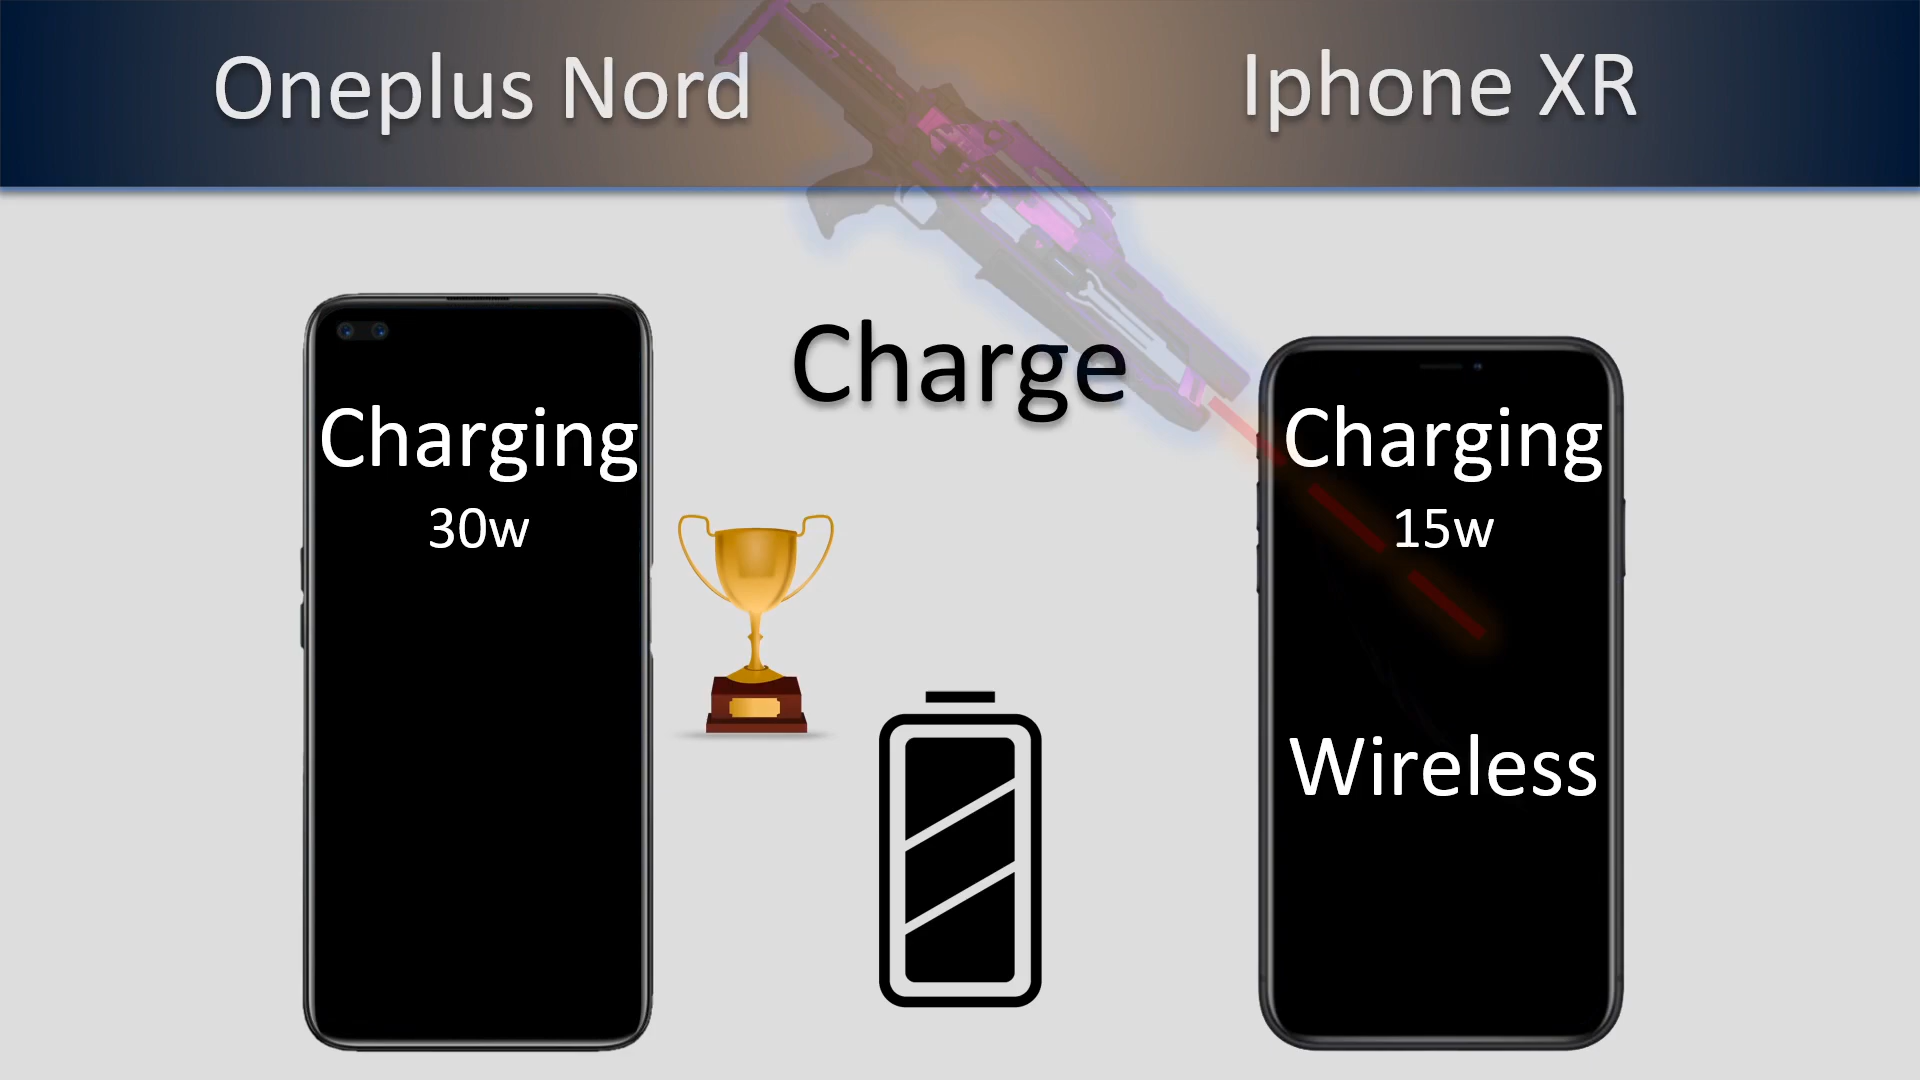 Oneplus Nord
Iphone XR
Charge
Charging
30w
Charging
15w
Wireless